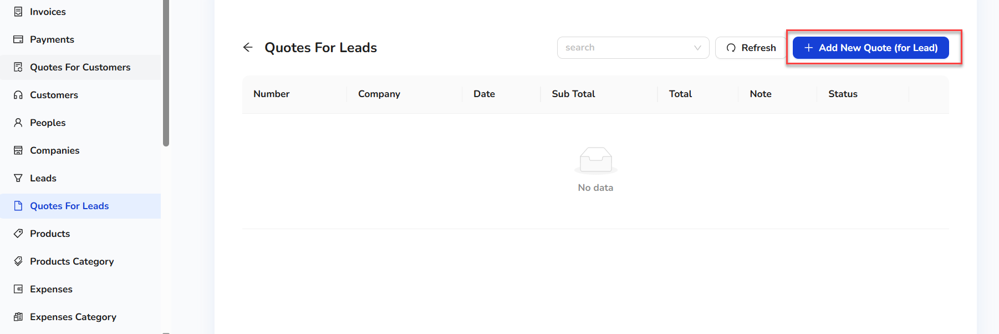 Invoices
Payments
Quotes For Customers
Customers
Peoples
Companies
Leads
Quotes For Leads
Products
Products Category
Expenses
Expenses Category
Quotes For Leads
search
Refresh
Add New Quote (for Lead)
Number Company Date Sub Total Total Note Status
No data